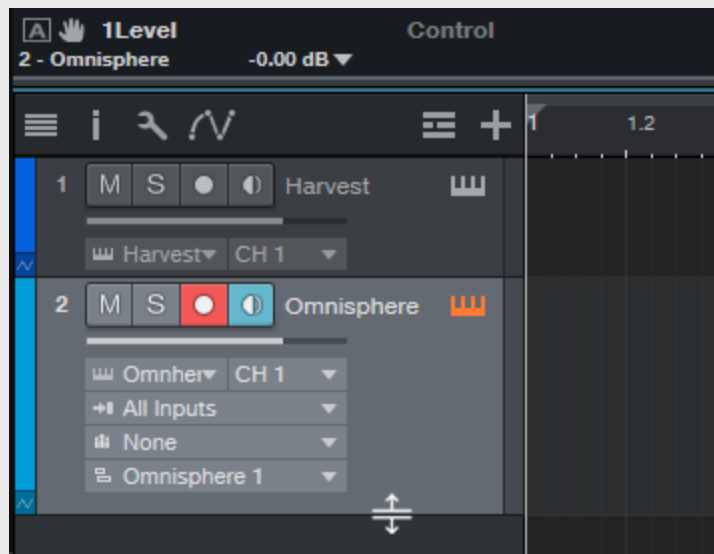 A 1Level Control
2 - Omnisphere -0.00 dB
i 1 1.2
1 M S Harvest
Harvest CH 1
2 M S Omnisphere
Omnher CH 1
All Inputs
None
Omnisphere 1